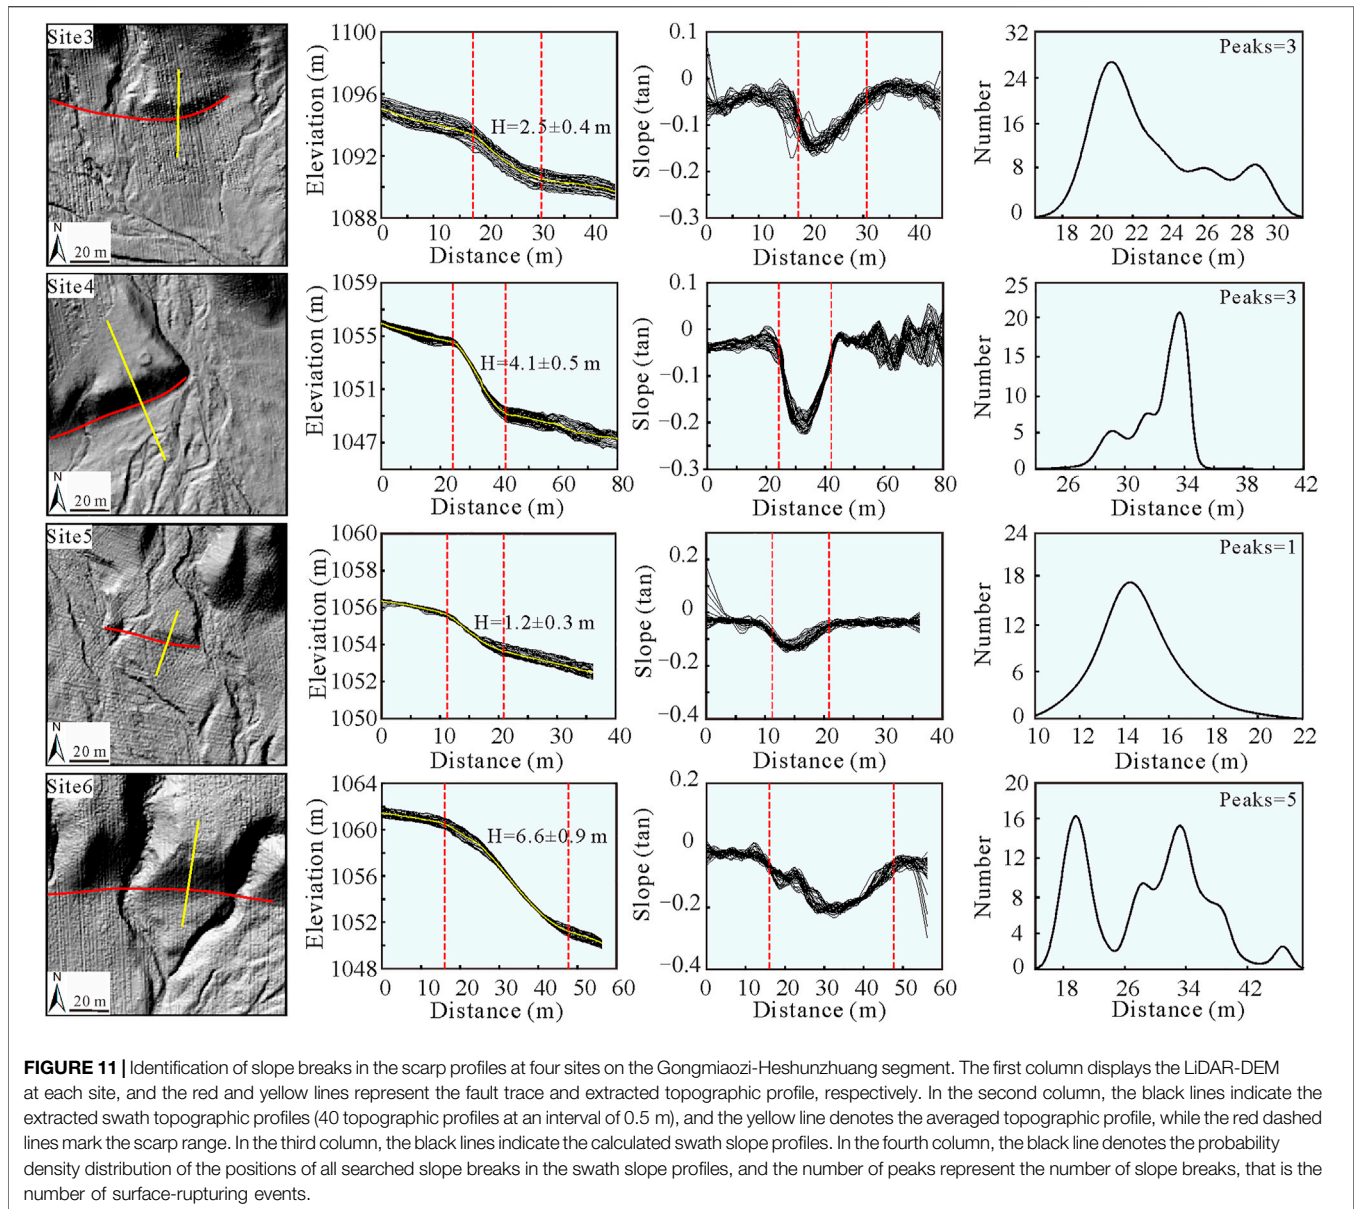 Site3
N
20 m
Eleviation (m)
1100
1096
1092
1088
H=2.5±0.4 m
0 10 20 30 40
Distance (m)
Slope (tan)
0.1
0
−0.1
−0.2
−0.3
0 10 20 30 40
Distance (m)
Number
32
24
16
8
0
Peaks=3
18 20 22 24 26 28 30
Distance (m)
Site4
N
20 m
Eleviation (m)
1059
1055
1051
1047
H=4.1±0.5 m
0 20 40 60 80
Distance (m)
Slope (tan)
0.1
0
−0.1
−0.2
−0.3
0 20 40 60 80
Distance (m)
Number
25
20
15
10
5
0
Peaks=3
26 30 34 38 42
Distance (m)
Site5
N
20 m
Eleviation (m)
1060
1056
1054
1052
1050
H=1.2±0.3 m
0 10 20 30 40
Distance (m)
Slope (tan)
0.2
0
−0.2
−0.4
0 10 20 30 40
Distance (m)
Number
24
18
12
6
0
Peaks=1
10 12 14 16 18 20 22
Distance (m)
Site6
N
20 m
Eleviation (m)
1064
1060
1056
1052
1048
H=6.6±0.9 m
0 10 20 30 40 50 60
Distance (m)
Slope (tan)
0.2
0
−0.2
−0.4
0 10 20 30 40 50 60
Distance (m)
Number
20
16
12
8
4
0
Peaks=5
18 26 34 42
Distance (m)
FIGURE 11 | Identification of slope breaks in the scarp profiles at four sites on the Gongmiaozi-Heshunzhuang segment. The first column displays the LiDAR-DEM
at each site, and the red and yellow lines represent the fault trace and extracted topographic profile, respectively. In the second column, the black lines indicate the
extracted swath topographic profiles (40 topographic profiles at an interval of 0.5 m), and the yellow line denotes the averaged topographic profile, while the red dashed
lines mark the scarp range. In the third column, the black lines indicate the calculated swath slope profiles. In the fourth column, the black line denotes the probability
density distribution of the positions of all searched slope breaks in the swath slope profiles, and the number of peaks represent the number of slope breaks, that is the
number of surface-rupturing events.